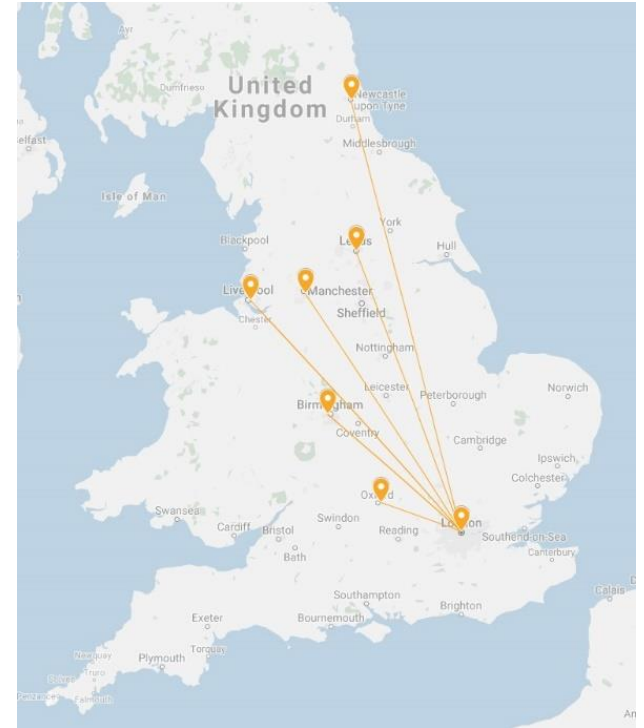 Ayr
Dumfries
United
Kingdom
Newcastle
upon Tyne
Durham
Middlesbrough
Isle of Man
Blackpool
York
Hull
Manchester
Sheffield
Chester
Nottingham
Leicester
Peterborough
Norwich
Coventry
Cambridge
Ipswich
Colchester
Swansea
Cardiff
Bristol
Swindon
Reading
Bath
Southend-on-Sea
Canterbury
Southampton
Brighton
Calais
Exeter
Bournemouth
Torquay
Newquay
Plymouth
Truro
Falmouth